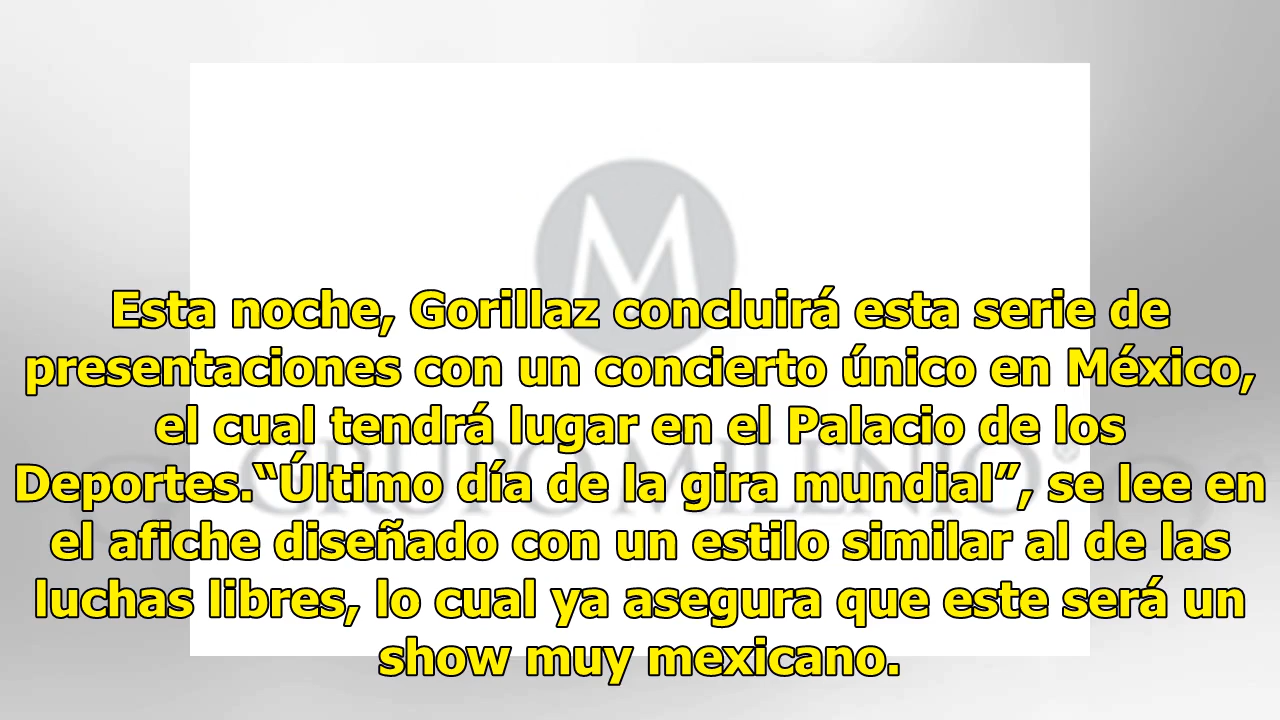 M
Esta noche, Gorillaz concluirá esta serie de
presentaciones con un concierto único en México,
el cual tendrá lugar en el Palacio de los
Deportes.“Último día de la gira mundial”, se lee en
el afiche diseñado con un estilo similar al de las
luchas libres, lo cual ya asegura que este será un
show muy mexicano.
GRUPO MILENIO®